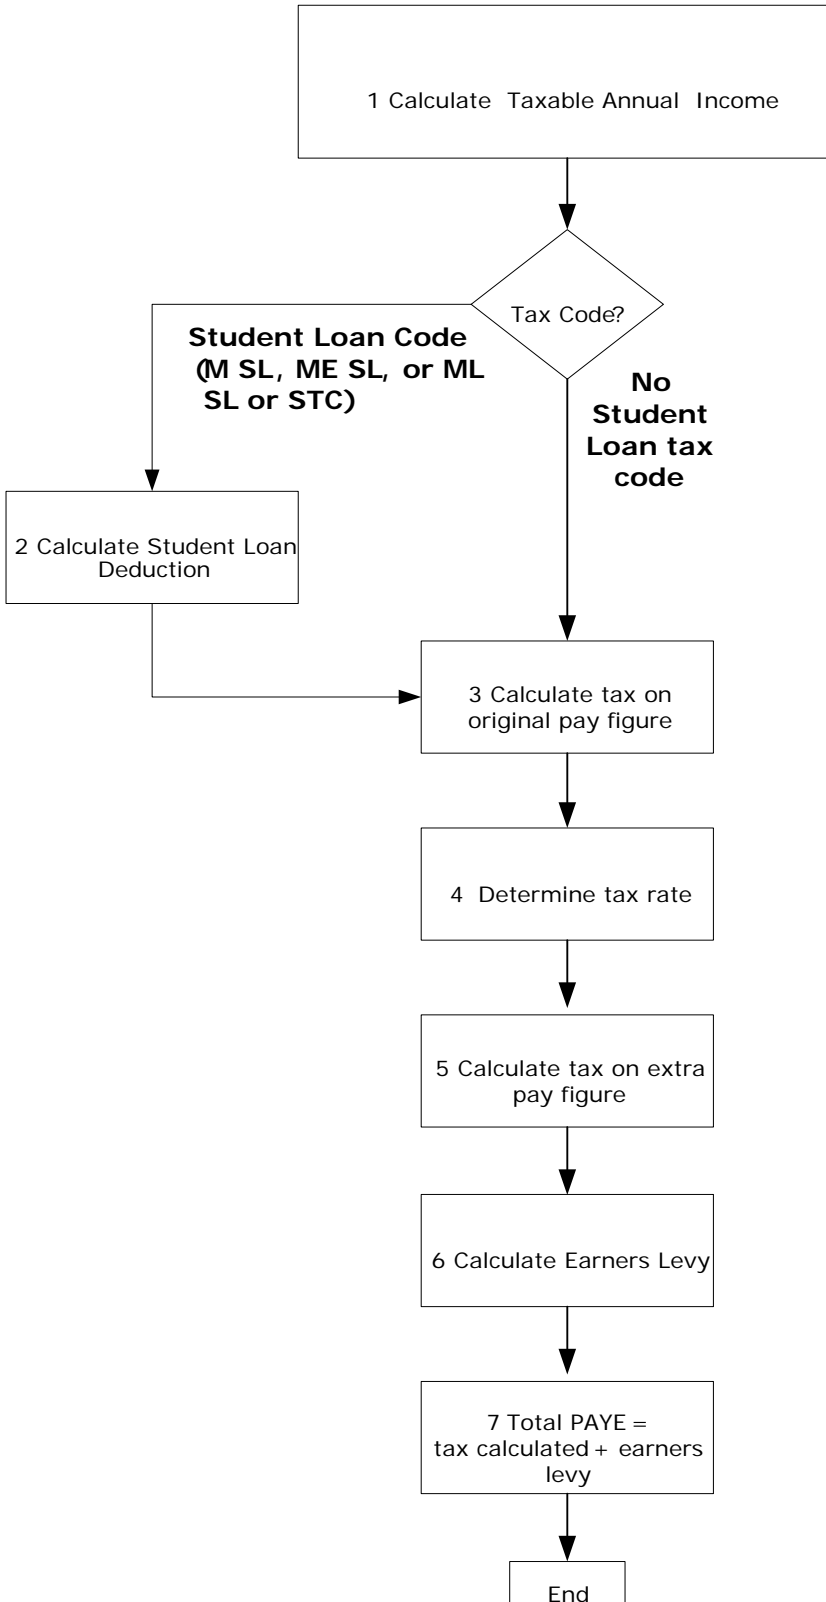 1 Calculate Taxable Annual Income
Tax Code?
Student Loan Code
(M SL, ME SL, or ML
SL or STC)
No
Student
Loan tax
code
2 Calculate Student Loan
Deduction
3 Calculate tax on
original pay figure
4 Determine tax rate
5 Calculate tax on extra
pay figure
6 Calculate Earners Levy
7 Total PAYE =
tax calculated + earners
levy
End